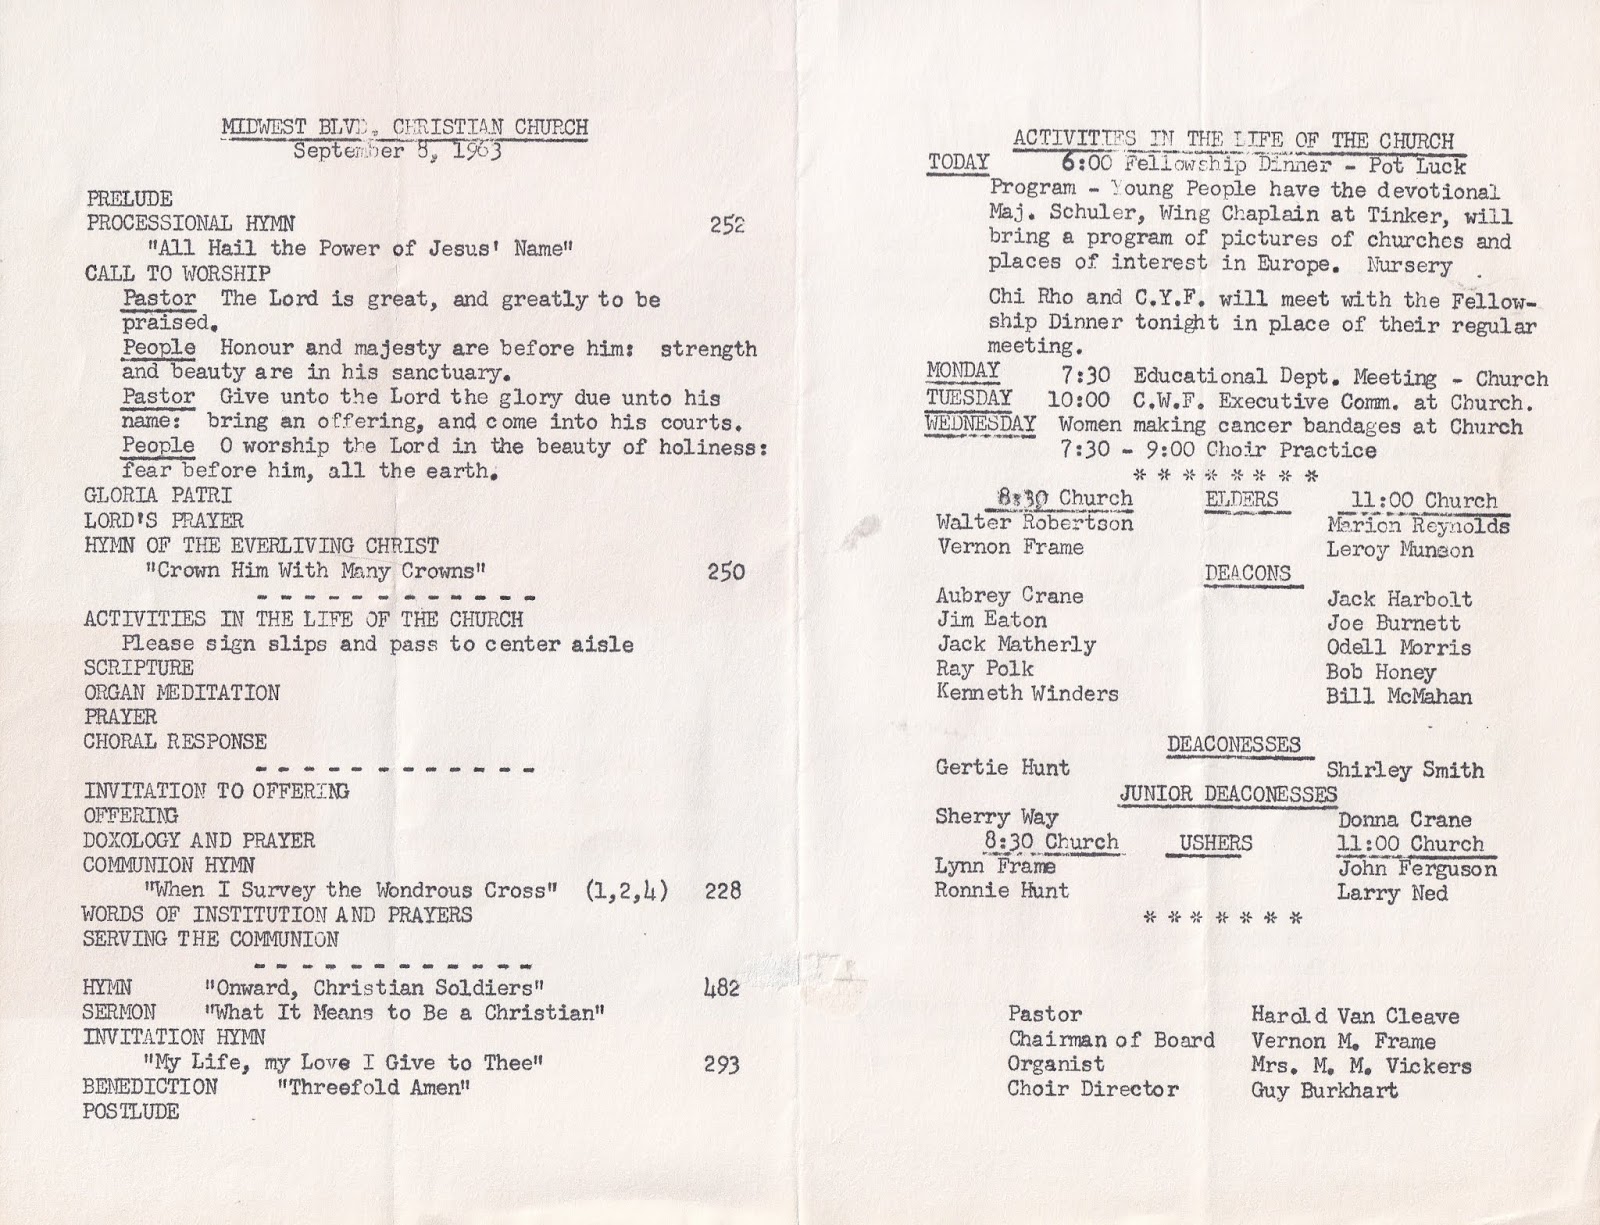 MIDWEST BLVD. CHRISTIAN CHURCH
September 8, 1963
PRELUDE
PROCESSIONAL HYMN 252
"All Hail the Power of Jesus' Name"
CALL TO WORSHIP
Pastor The Lord is great, and greatly to be
praised.
People Honour and majesty are before him: strength
and beauty are in his sanctuary.
Pastor Give unto the Lord the glory due unto his
name: bring an offering, and come into his courts.
People O worship the Lord in the beauty of holiness:
fear before him, all the earth.
GLORIA PATRI
LORD'S PRAYER
HYMN OF THE EVERLIVING CHRIST
"Crown Him With Many Crowns" 250
- - - - - - - - - - - -
ACTIVITIES IN THE LIFE OF THE CHURCH
Please sign slips and pass to center aisle
SCRIPTURE
ORGAN MEDITATION
PRAYER
CHORAL RESPONSE
- - - - - - - - - - - -
INVITATION TO OFFERING
OFFERING
DOXOLOGY AND PRAYER
COMMUNION HYMN
"When I Survey the Wondrous Cross" (1,2,4) 228
WORDS OF INSTITUTION AND PRAYERS
SERVING THE COMMUNION
- - - - - - - - - - - -
HYMN "Onward, Christian Soldiers" 482
SERMON "What It Means to Be a Christian"
INVITATION HYMN
"My Life, my Love I Give to Thee" 293
BENEDICTION "Threefold Amen"
POSTLUDE
ACTIVITIES IN THE LIFE OF THE CHURCH
TODAY 6:00 Fellowship Dinner - Pot Luck
Program - Young People have the devotional
Maj. Schuler, Wing Chaplain at Tinker, will
bring a program of pictures of churches and
places of interest in Europe. Nursery .
Chi Rho and C.Y.F. will meet with the Fellow-
ship Dinner tonight in place of their regular
meeting.
MONDAY 7:30 Educational Dept. Meeting - Church
TUESDAY 10:00 C.W.F. Executive Comm. at Church.
WEDNESDAY Women making cancer bandages at Church
7:30 - 9:00 Choir Practice
* * * * * * * *
8:30 Church ELDERS 11:00 Church
Walter Robertson Marion Reynolds
Vernon Frame Leroy Munson
DEACONS
Aubrey Crane Jack Harbolt
Jim Eaton Joe Burnett
Jack Matherly Odell Morris
Ray Polk Bob Honey
Kenneth Winders Bill McMahan
DEACONESSES
Gertie Hunt Shirley Smith
JUNIOR DEACONESSES
Sherry Way Donna Crane
8:30 Church USHERS 11:00 Church
Lynn Frame John Ferguson
Ronnie Hunt Larry Ned
* * * * * * *
Pastor Harold Van Cleave
Chairman of Board Vernon M. Frame
Organist Mrs. M. M. Vickers
Choir Director Guy Burkhart